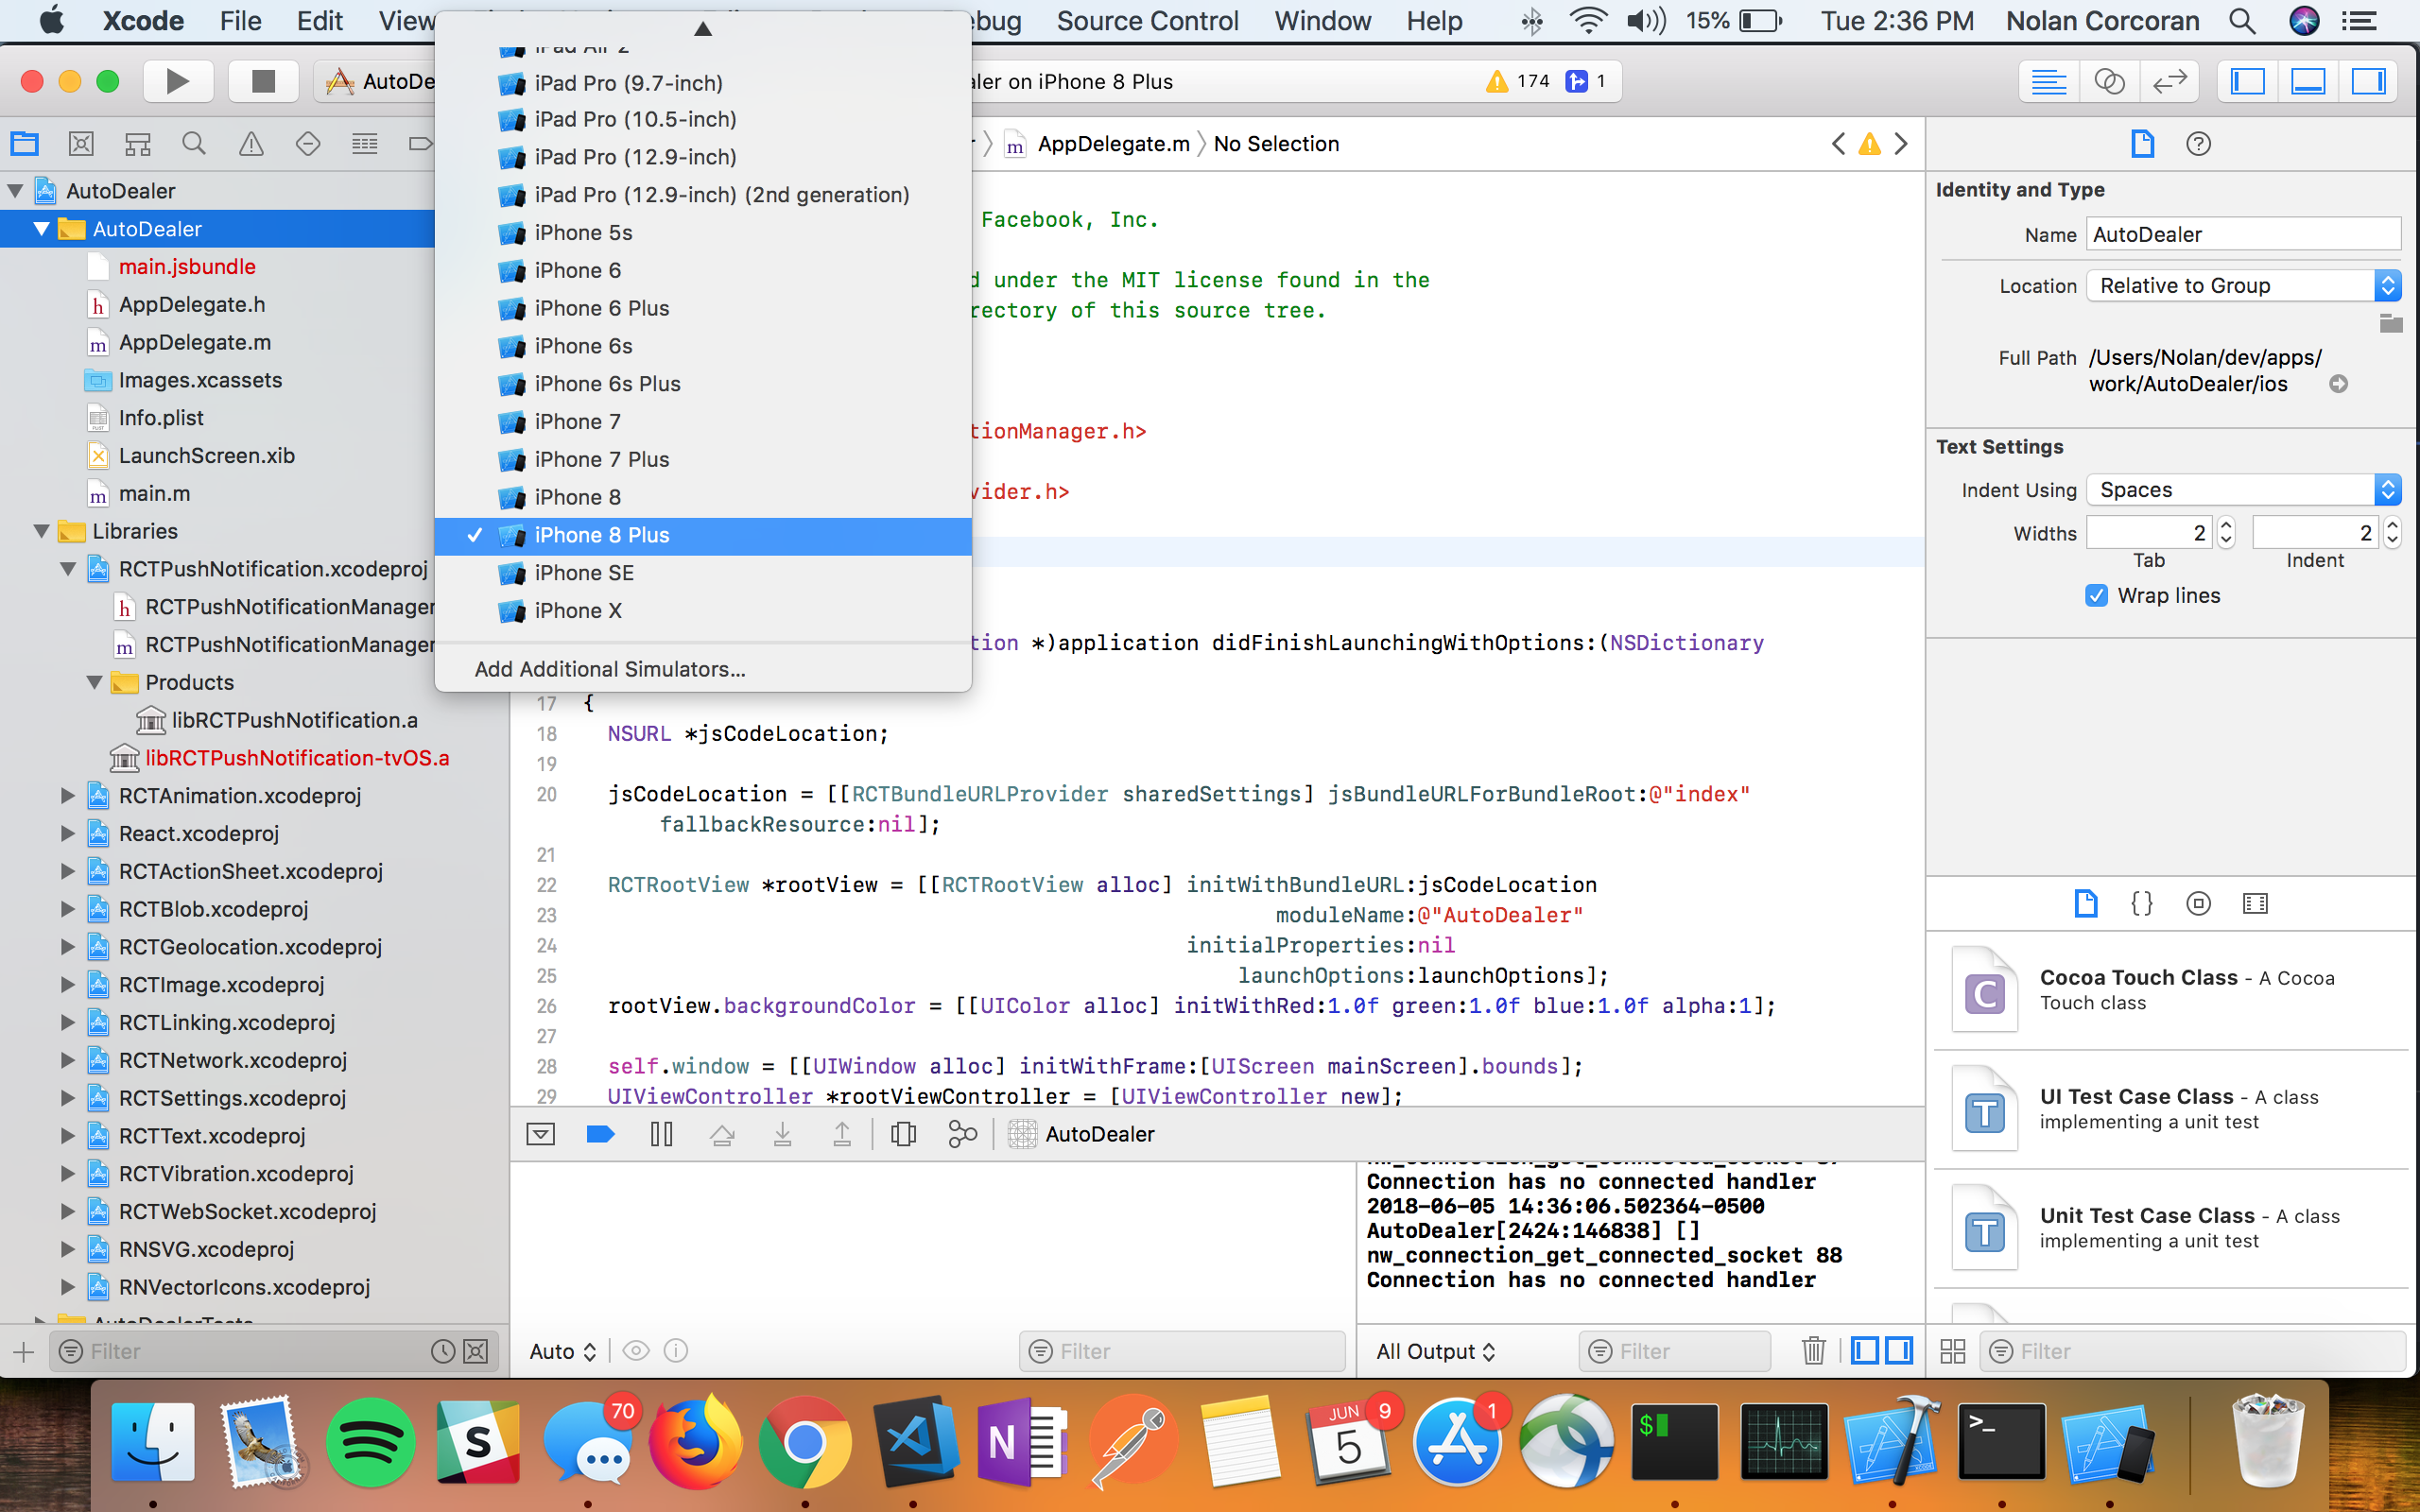 Xcode File Edit View
ebug Source Control Window Help 15% Tue 2:36 PM Nolan Corcoran
AutoDe
aler on iPhone 8 Plus 174 1
iPad Air 2
iPad Pro (9.7-inch)
iPad Pro (10.5-inch)
iPad Pro (12.9-inch)
iPad Pro (12.9-inch) (2nd generation)
iPhone 5s
iPhone 6
iPhone 6 Plus
iPhone 6s
iPhone 6s Plus
iPhone 7
iPhone 7 Plus
iPhone 8
✓ iPhone 8 Plus
iPhone SE
iPhone X
Add Additional Simulators...
AutoDealer
AutoDealer
main.jsbundle
h AppDelegate.h
m AppDelegate.m
Images.xcassets
Info.plist
LaunchScreen.xib
m main.m
Libraries
RCTPushNotification.xcodeproj
h RCTPushNotificationManager
m RCTPushNotificationManager
Products
libRCTPushNotification.a
libRCTPushNotification-tvOS.a
RCTAnimation.xcodeproj
React.xcodeproj
RCTActionSheet.xcodeproj
RCTBlob.xcodeproj
RCTGeolocation.xcodeproj
RCTImage.xcodeproj
RCTLinking.xcodeproj
RCTNetwork.xcodeproj
RCTSettings.xcodeproj
RCTText.xcodeproj
RCTVibration.xcodeproj
RCTWebSocket.xcodeproj
RNSVG.xcodeproj
RNVectorIcons.xcodeproj
AutoDealerTests
Filter
m AppDelegate.m No Selection
Facebook, Inc.
d under the MIT license found in the
rectory of this source tree.
tionManager.h>
vider.h>
tion *)application didFinishLaunchingWithOptions:(NSDictionary
17 {
18 NSURL *jsCodeLocation;
19
20 jsCodeLocation = [[RCTBundleURLProvider sharedSettings] jsBundleURLForBundleRoot:@"index"
fallbackResource:nil];
21
22 RCTRootView *rootView = [[RCTRootView alloc] initWithBundleURL:jsCodeLocation
23 moduleName:@"AutoDealer"
24 initialProperties:nil
25 launchOptions:launchOptions];
26 rootView.backgroundColor = [[UIColor alloc] initWithRed:1.0f green:1.0f blue:1.0f alpha:1];
27
28 self.window = [[UIWindow alloc] initWithFrame:[UIScreen mainScreen].bounds];
29 UIViewController *rootViewController = [UIViewController new];
AutoDealer
Connection has no connected handler
2018-06-05 14:36:06.502364-0500
AutoDealer[2424:146838] []
nw_connection_get_connected_socket 88
Connection has no connected handler
Auto
Filter
All Output
Filter
Identity and Type
Name AutoDealer
Location Relative to Group
Full Path /Users/Nolan/dev/apps/
work/AutoDealer/ios
Text Settings
Indent Using Spaces
Widths 2 2
Tab Indent
Wrap lines
{}
C
Cocoa Touch Class - A Cocoa
Touch class
T
UI Test Case Class - A class
implementing a unit test
T
Unit Test Case Class - A class
implementing a unit test
Filter
S
70
N
JUN
5
9
1
$
>_